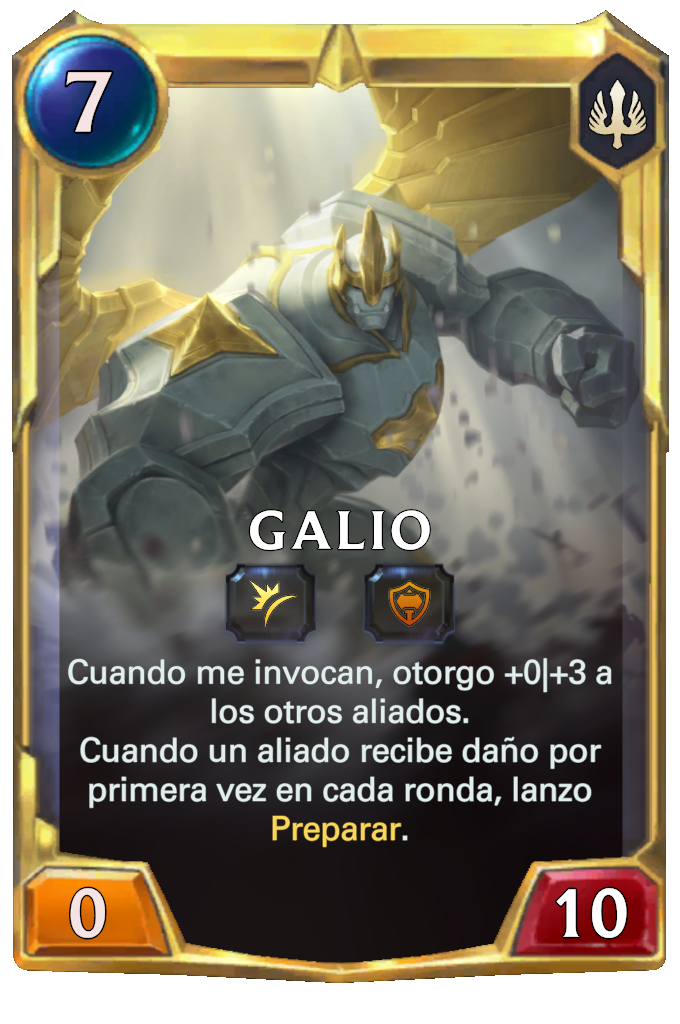 7
GALIO
Cuando me invocan, otorgo +0|+3 a
los otros aliados.
Cuando un aliado recibe daño por
primera vez en cada ronda, lanzo
Preparar.
0
10